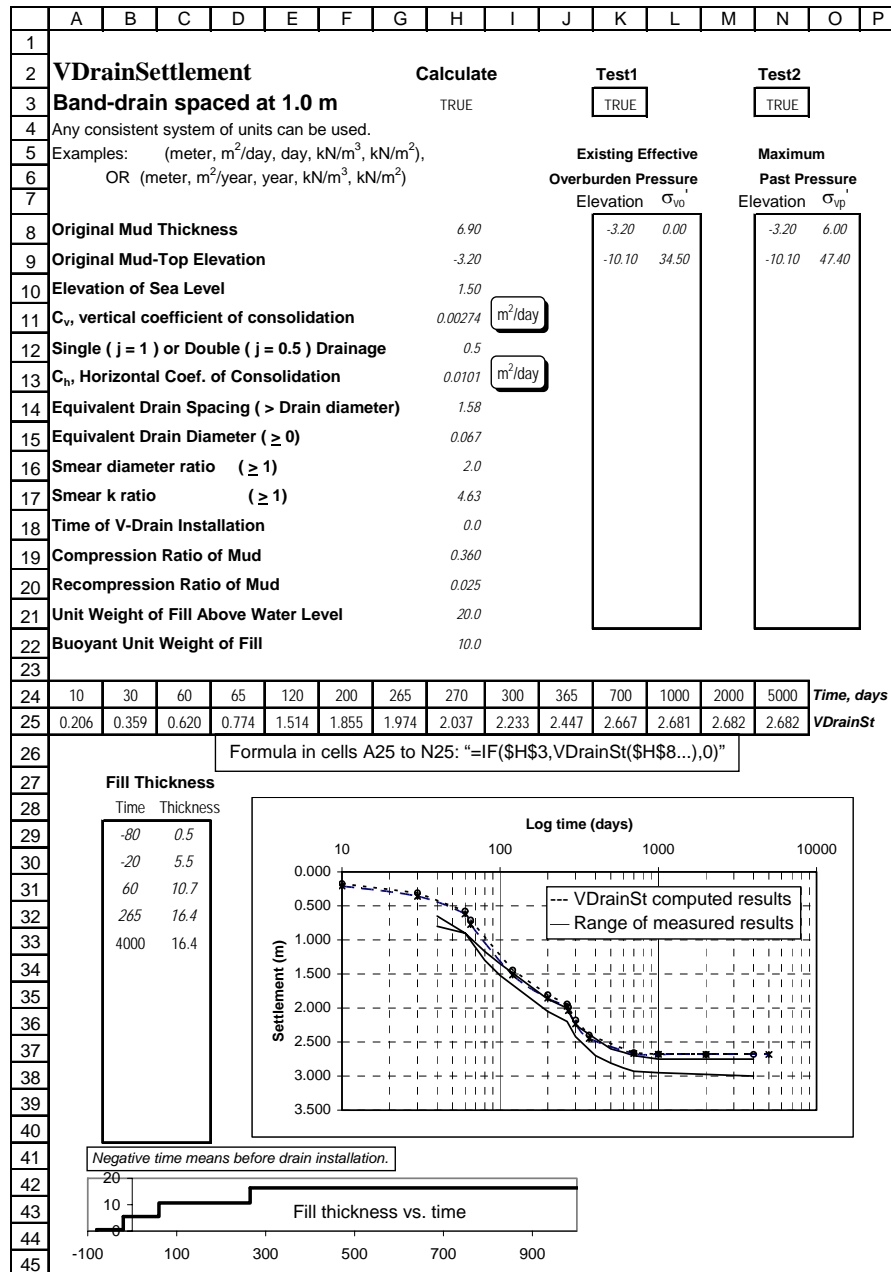 A B C D E F G H I J K L M N O P
1
2 VDrainSettlement Calculate Test1 Test2
3 Band-drain spaced at 1.0 m TRUE TRUE TRUE
4 Any consistent system of units can be used.
5 Examples: (meter, m²/day, day, kN/m³, kN/m²), Existing Effective Maximum
6 OR (meter, m²/year, year, kN/m³, kN/m²) Overburden Pressure Past Pressure
7 Elevation σvo' Elevation σvp'
8 Original Mud Thickness 6.90 -3.20 0.00 -3.20 6.00
9 Original Mud-Top Elevation -3.20 -10.10 34.50 -10.10 47.40
10 Elevation of Sea Level 1.50
11 Cv, vertical coefficient of consolidation 0.00274 m²/day
12 Single ( j = 1 ) or Double ( j = 0.5 ) Drainage 0.5
13 Ch, Horizontal Coef. of Consolidation 0.0101 m²/day
14 Equivalent Drain Spacing ( > Drain diameter) 1.58
15 Equivalent Drain Diameter ( ≥ 0) 0.067
16 Smear diameter ratio ( ≥ 1) 2.0
17 Smear k ratio ( ≥ 1) 4.63
18 Time of V-Drain Installation 0.0
19 Compression Ratio of Mud 0.360
20 Recompression Ratio of Mud 0.025
21 Unit Weight of Fill Above Water Level 20.0
22 Buoyant Unit Weight of Fill 10.0
23
24 10 30 60 65 120 200 265 270 300 365 700 1000 2000 5000 Time, days
25 0.206 0.359 0.620 0.774 1.514 1.855 1.974 2.037 2.233 2.447 2.667 2.681 2.682 2.682 VDrainSt
26 Formula in cells A25 to N25: “=IF($H$3,VDrainSt($H$8...),0)”
27 Fill Thickness
28 Time Thickness
29 -80 0.5
30 -20 5.5
31 60 10.7
32 265 16.4
33 4000 16.4
34
35
36
37
38
39
40
Log time (days)
10 100 1000 10000
Settlement (m)
0.000
0.500
1.000
1.500
2.000
2.500
3.000
3.500
VDrainSt computed results
Range of measured results
41 Negative time means before drain installation.
42 20
43 10 Fill thickness vs. time
44 0
45 -100 100 300 500 700 900